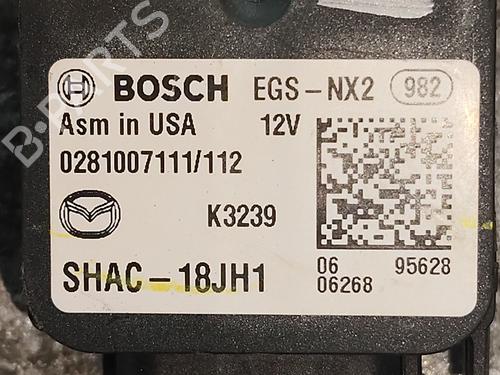 BOSCH EGS-NX2 982
Asm in USA 12V
0281007111/112
K3239
SHAC-18JH1
06 95628
06268
B-PARTS